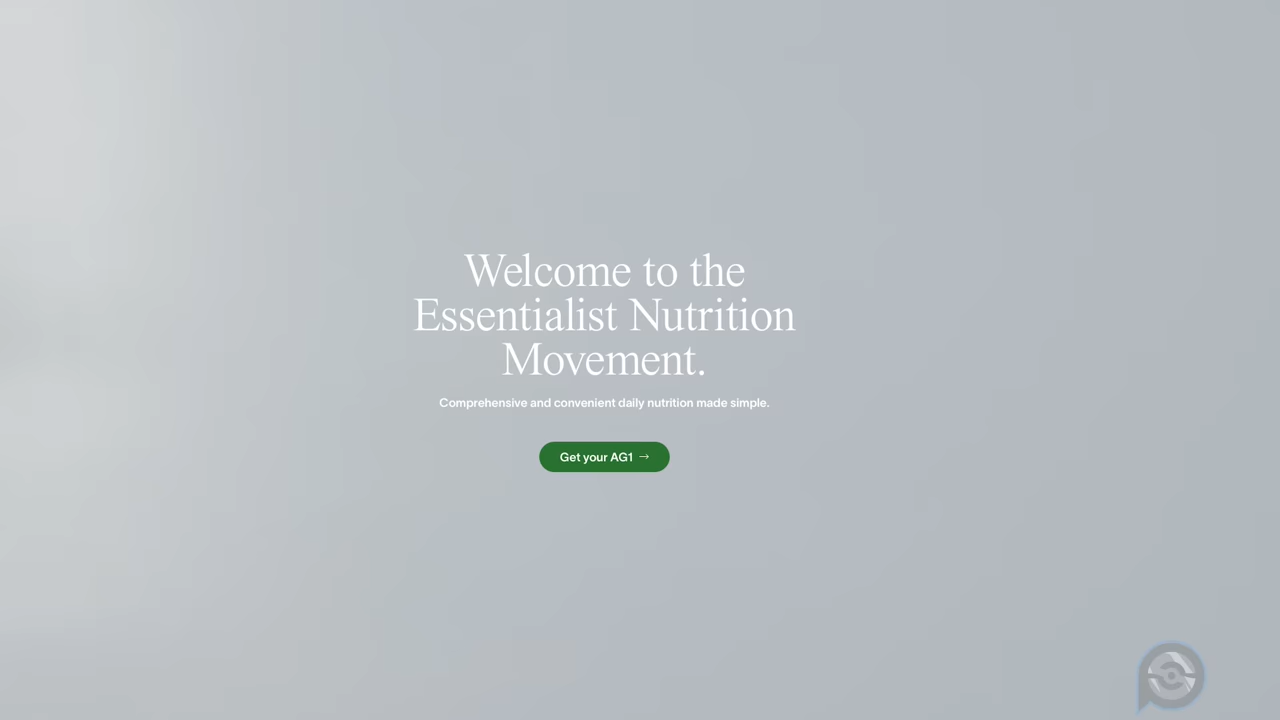 Welcome to the
Essentialist Nutrition
Movement.
Comprehensive and convenient daily nutrition made simple.
Get your AG1 →